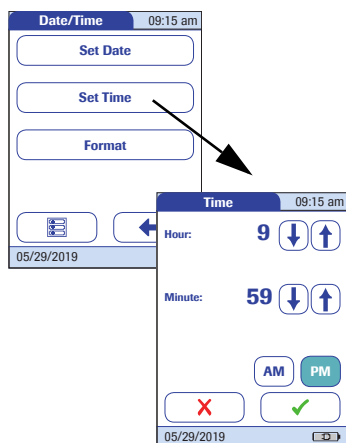 Date/Time 09:15 am
Set Date
Set Time
Format
05/29/2019
Time 09:15 am
Hour: 9
Minute: 59
AM PM
05/29/2019